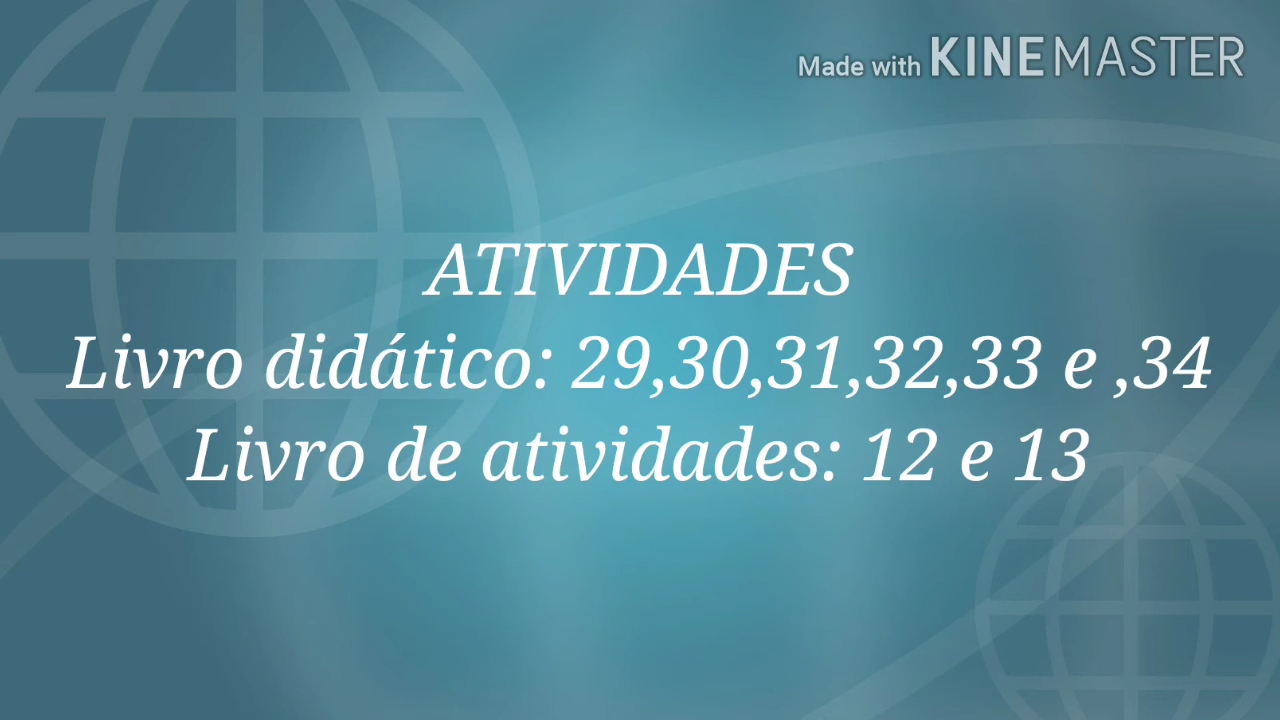 Made with KINEMASTER
ATIVIDADES
Livro didático: 29,30,31,32,33 e ,34
Livro de atividades: 12 e 13